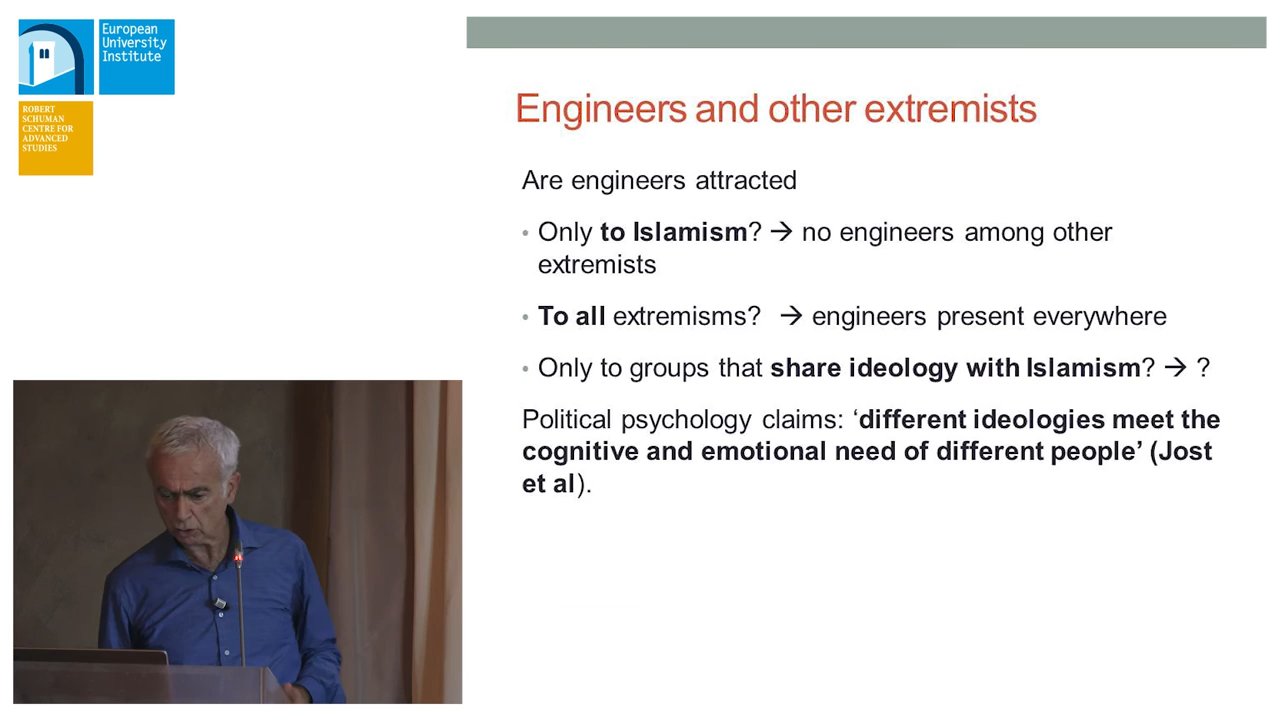 European
University
Institute
ROBERT
SCHUMAN
CENTRE FOR
ADVANCED
STUDIES
Engineers and other extremists
Are engineers attracted
• Only to Islamism? → no engineers among other
extremists
• To all extremisms? → engineers present everywhere
• Only to groups that share ideology with Islamism? → ?
Political psychology claims: ‘different ideologies meet the
cognitive and emotional need of different people’ (Jost
et al).